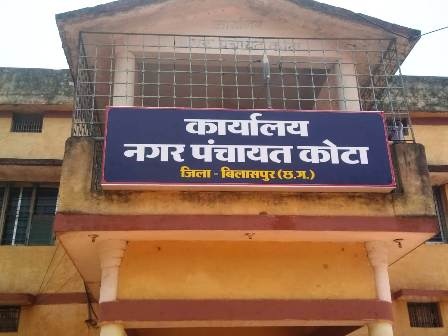 कार्यालय
नगर पंचायत कोटा
जिला - बिलासपुर (छ.ग.)